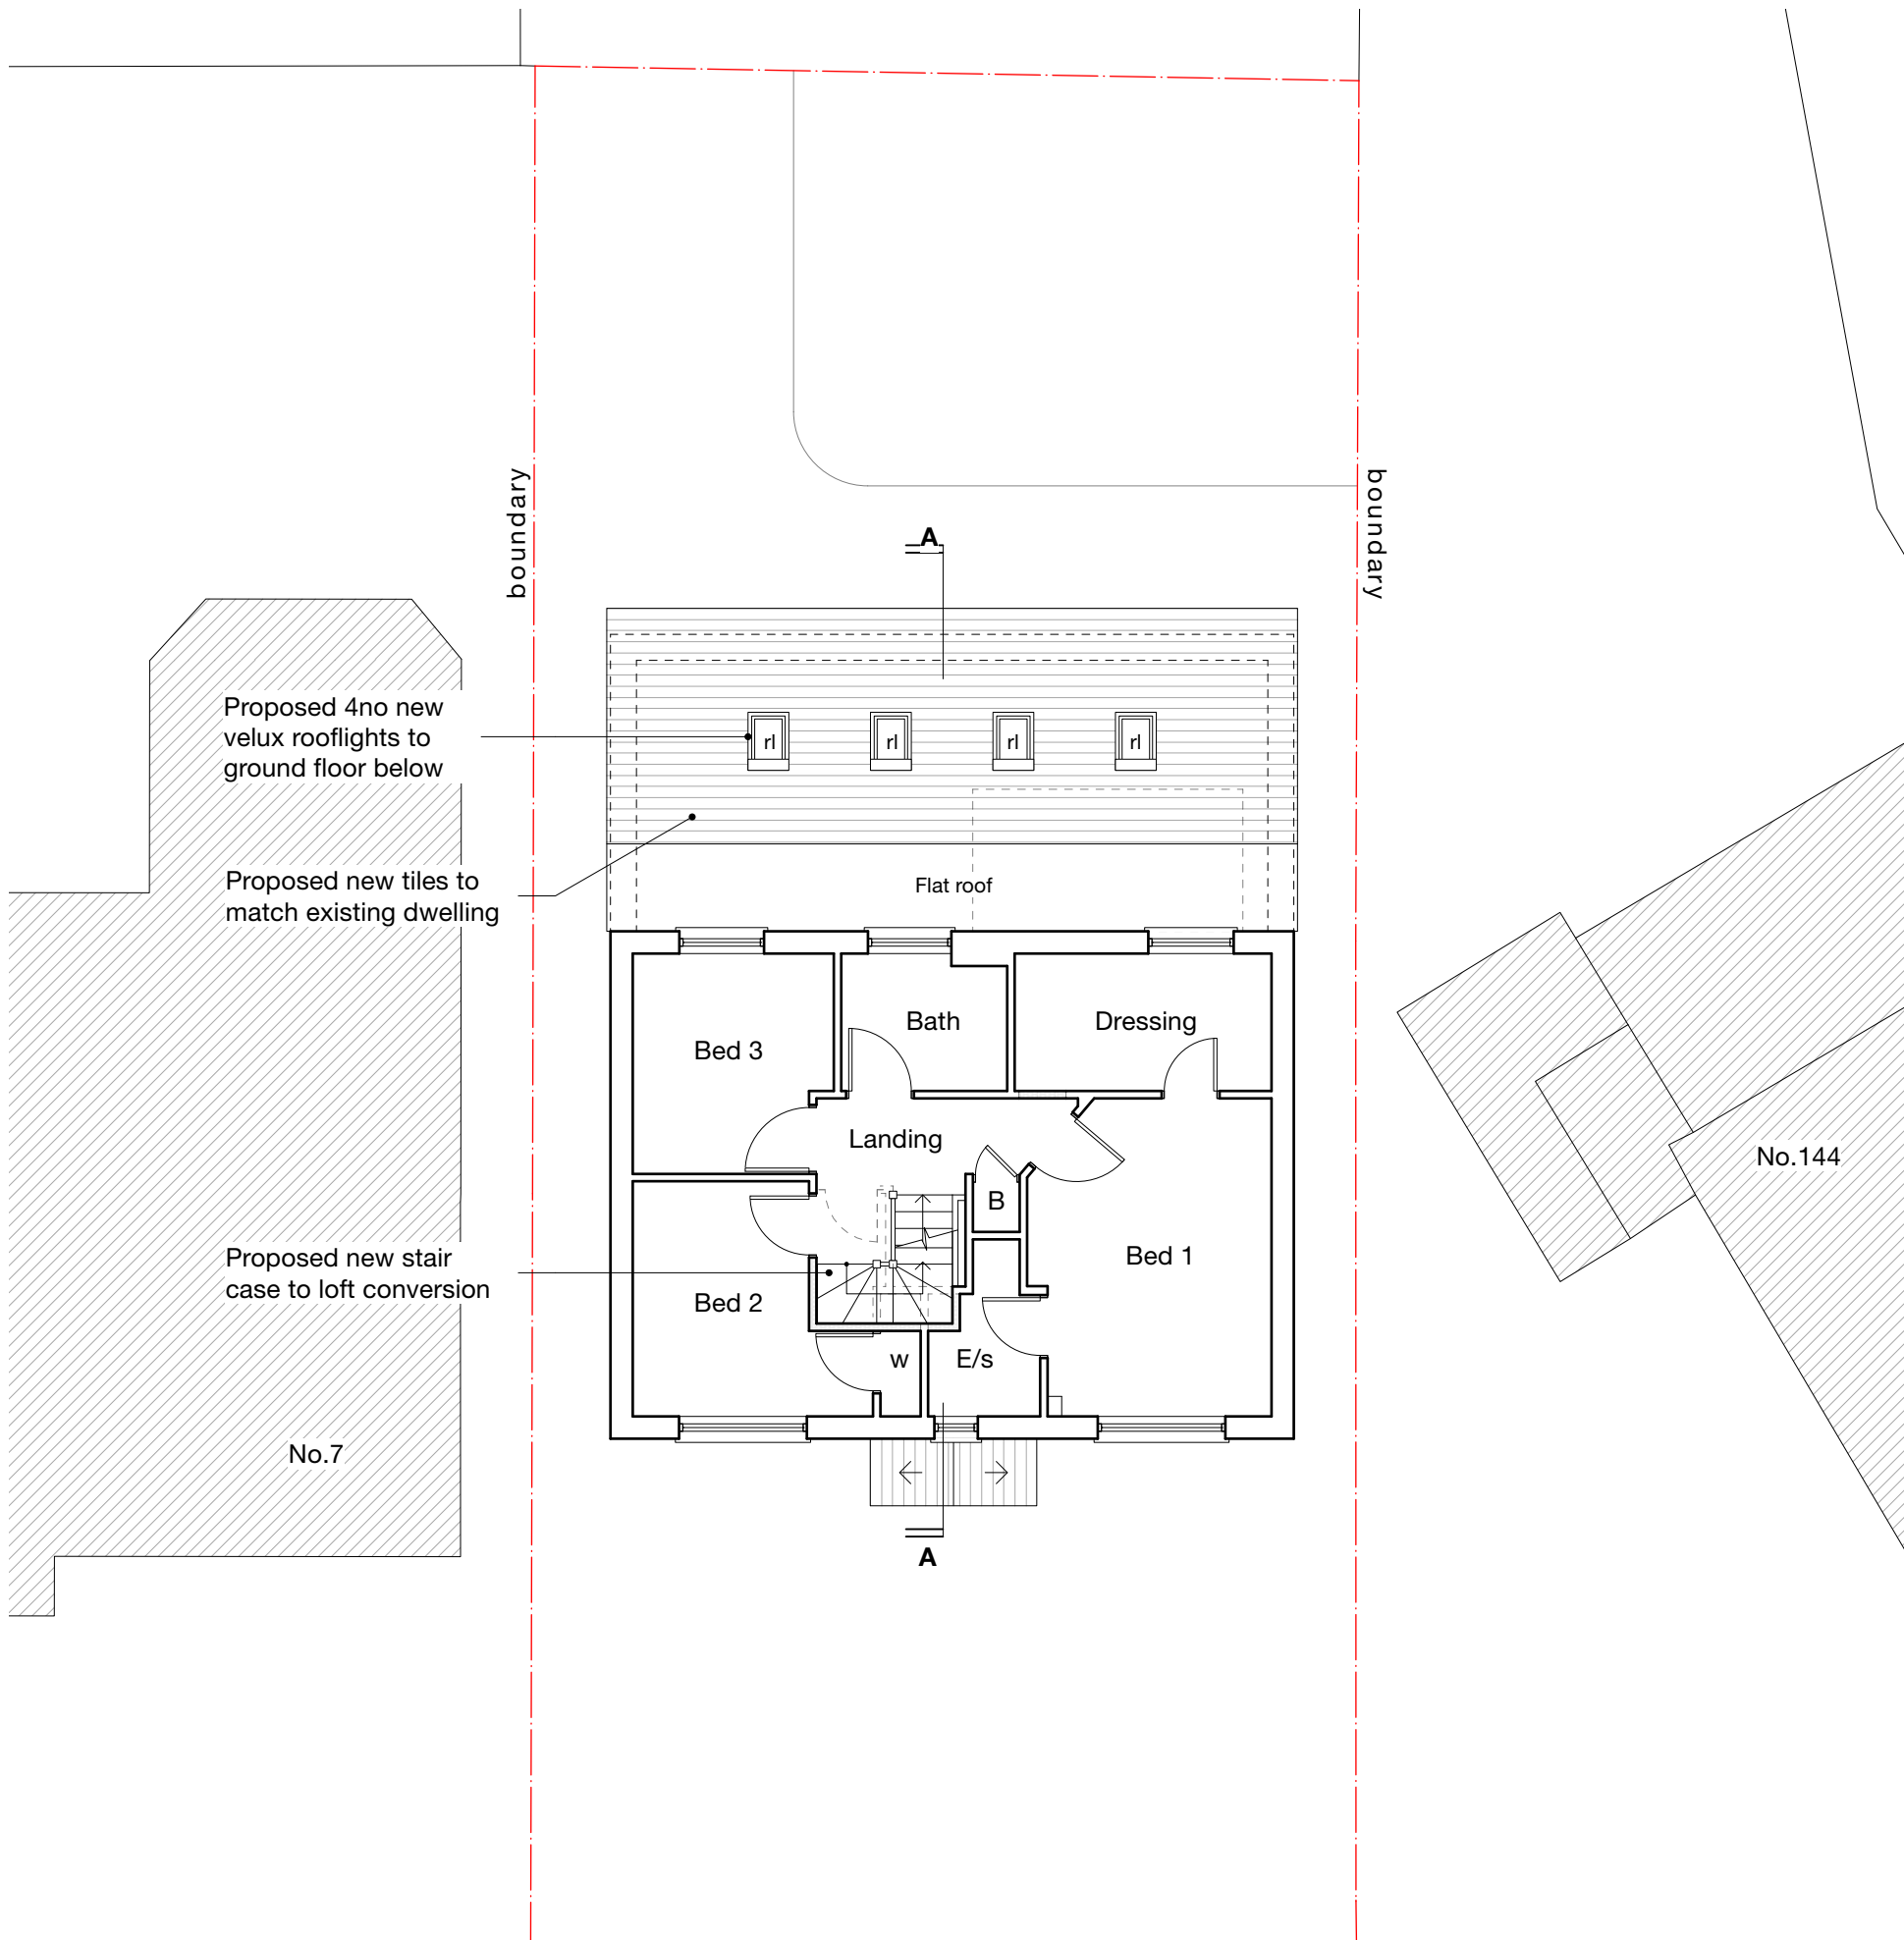 boundary
boundary
A
Proposed 4no new
velux rooflights to
ground floor below
rl
rl
rl
rl
Proposed new tiles to
match existing dwelling
Flat roof
Bed 3
Bath
Dressing
Landing
No.144
B
Proposed new stair
case to loft conversion
Bed 1
Bed 2
w
E/s
No.7
A